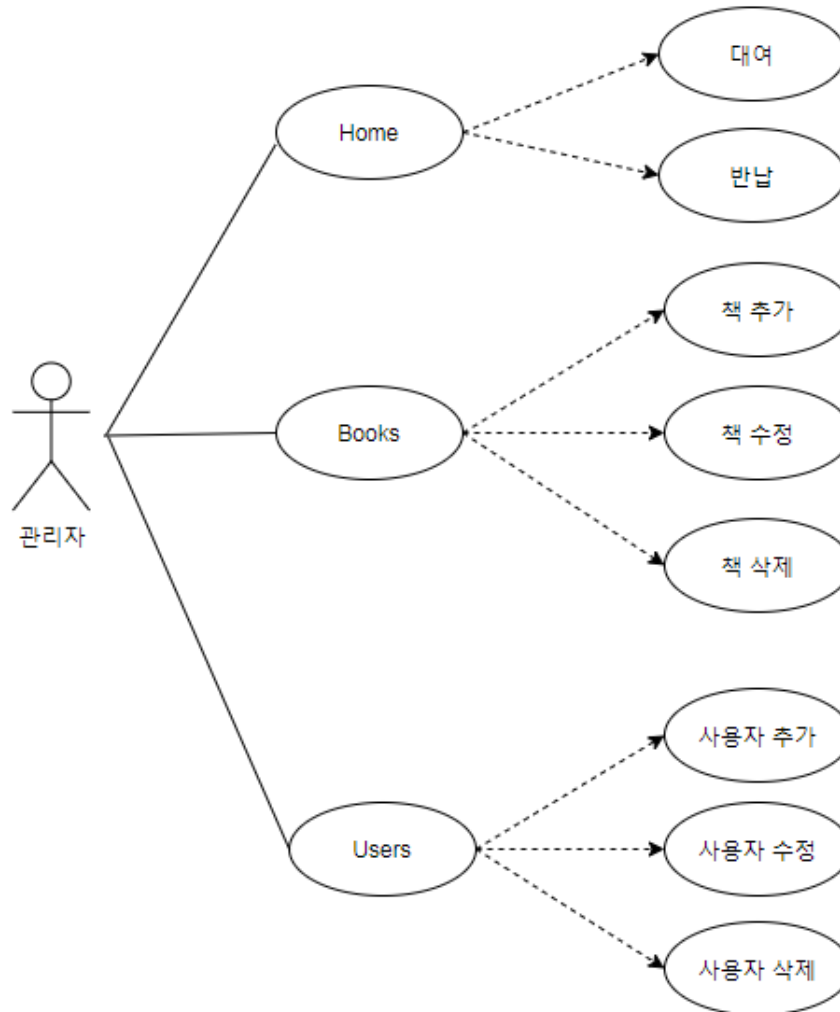 대여
Home
반납
책 추가
Books
책 수정
관리자
책 삭제
사용자 추가
Users
사용자 수정
사용자 삭제